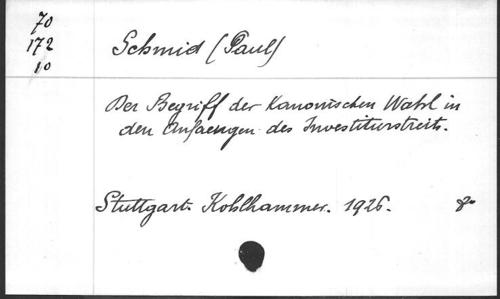 70
172
10
Schmid (Paul)
Der Begriff der Kanonischen Wahl in
den Anfaengen des Investiturstreits.
Stuttgart. Kohlhammer. 1926. 8°